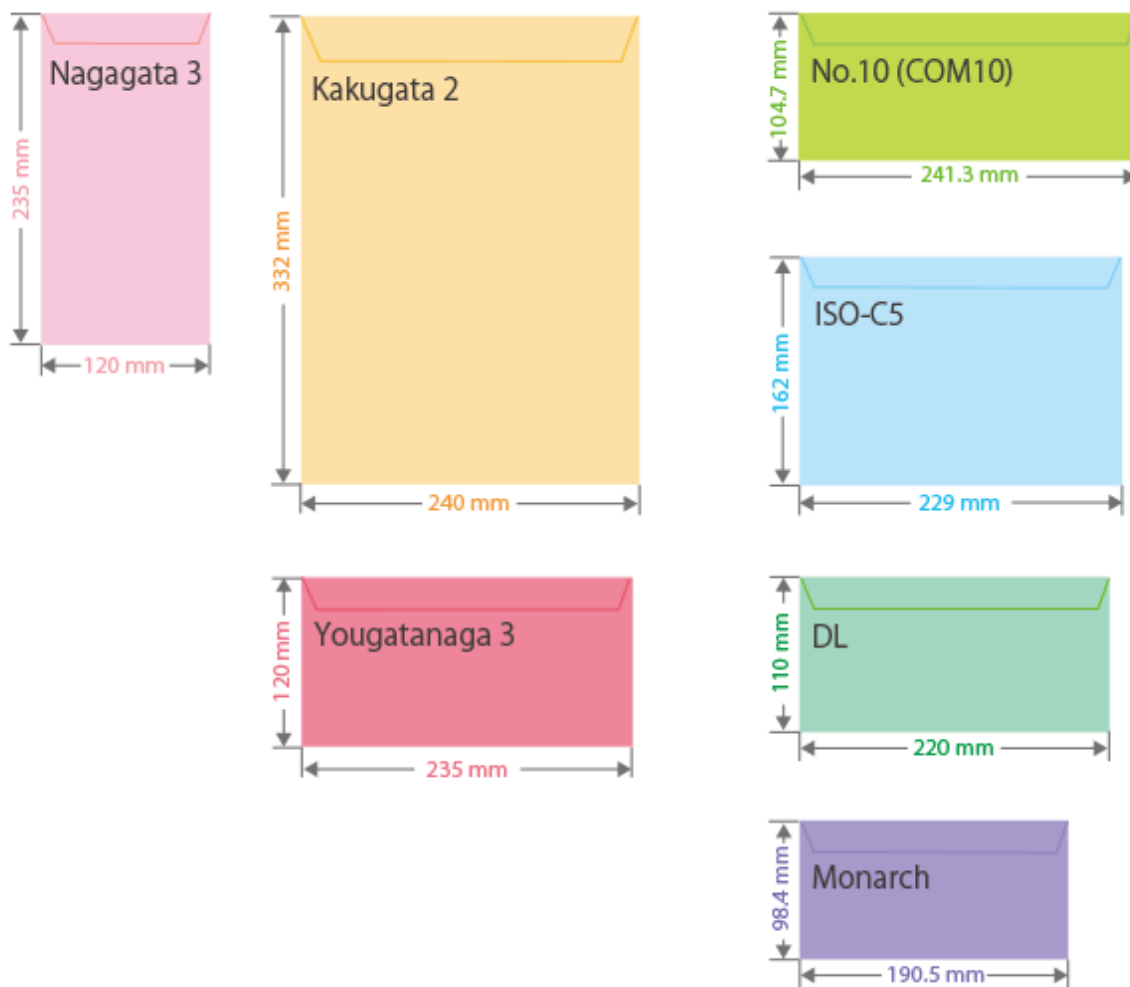 Nagagata 3
235 mm
120 mm
Kakugata 2
332 mm
240 mm
No.10 (COM10)
104.7 mm
241.3 mm
ISO-C5
162 mm
229 mm
Yougatanaga 3
120 mm
235 mm
DL
110 mm
220 mm
Monarch
98.4 mm
190.5 mm